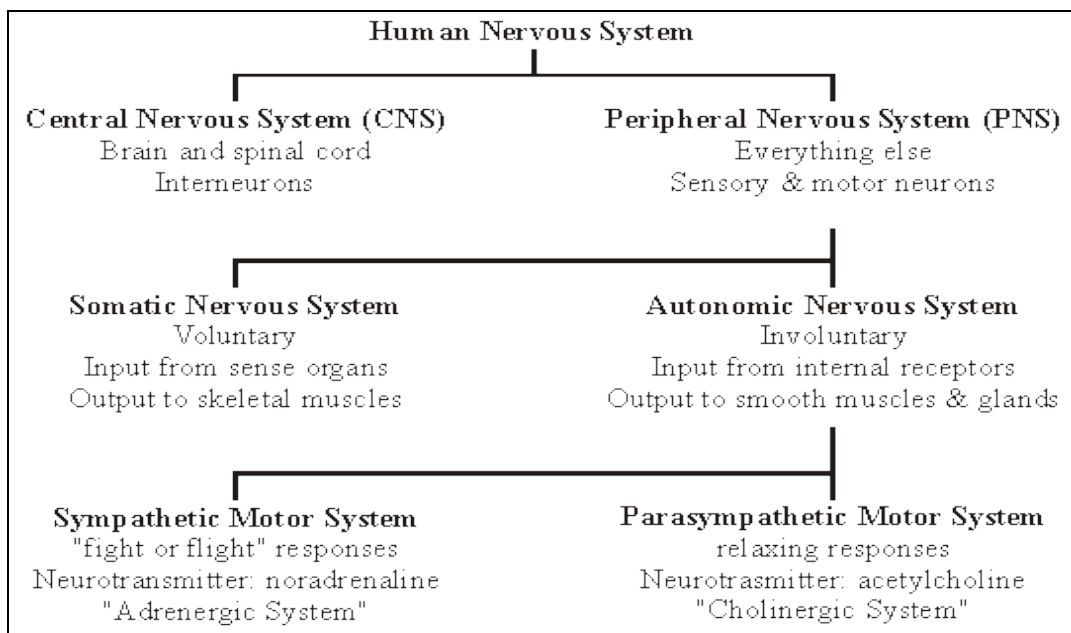 Human Nervous System
Central Nervous System (CNS)
Brain and spinal cord
Interneurons
Peripheral Nervous System (PNS)
Everything else
Sensory & motor neurons
Somatic Nervous System
Voluntary
Input from sense organs
Output to skeletal muscles
Autonomic Nervous System
Involuntary
Input from internal receptors
Output to smooth muscles & glands
Sympathetic Motor System
"fight or flight" responses
Neurotransmitter: noradrenaline
"Adrenergic System"
Parasympathetic Motor System
relaxing responses
Neurotrasmitter: acetylcholine
"Cholinergic System"